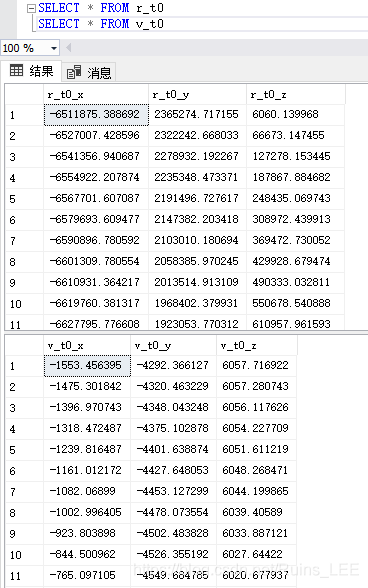 SELECT * FROM r_t0
SELECT * FROM v_t0
100 %
结果 消息
r_t0_x r_t0_y r_t0_z
1 -6511875.388692 2365274.717155 6060.139968
2 -6527007.428596 2322242.668033 66673.147455
3 -6541356.940687 2278932.192267 127278.153445
4 -6554922.207874 2235348.473371 187867.884682
5 -6567701.607087 2191496.727617 248435.069743
6 -6579693.609477 2147382.203418 308972.439913
7 -6590896.780592 2103010.180694 369472.730052
8 -6601309.780554 2058385.970245 429928.679474
9 -6610931.364217 2013514.913109 490333.032811
10 -6619760.381317 1968402.379931 550678.540888
11 -6627795.776608 1923053.770312 610957.961593
v_t0_x v_t0_y v_t0_z
1 -1553.456395 -4292.366127 6057.716922
2 -1475.301842 -4320.463229 6057.280743
3 -1396.970743 -4348.043248 6056.117626
4 -1318.472487 -4375.102878 6054.227709
5 -1239.816487 -4401.638874 6051.611219
6 -1161.012172 -4427.648053 6048.268471
7 -1082.06899 -4453.127299 6044.199865
8 -1002.996405 -4478.073554 6039.40589
9 -923.803898 -4502.483828 6033.887121
10 -844.500962 -4526.355192 6027.64422
11 -765.097105 -4549.684785 6020.677937